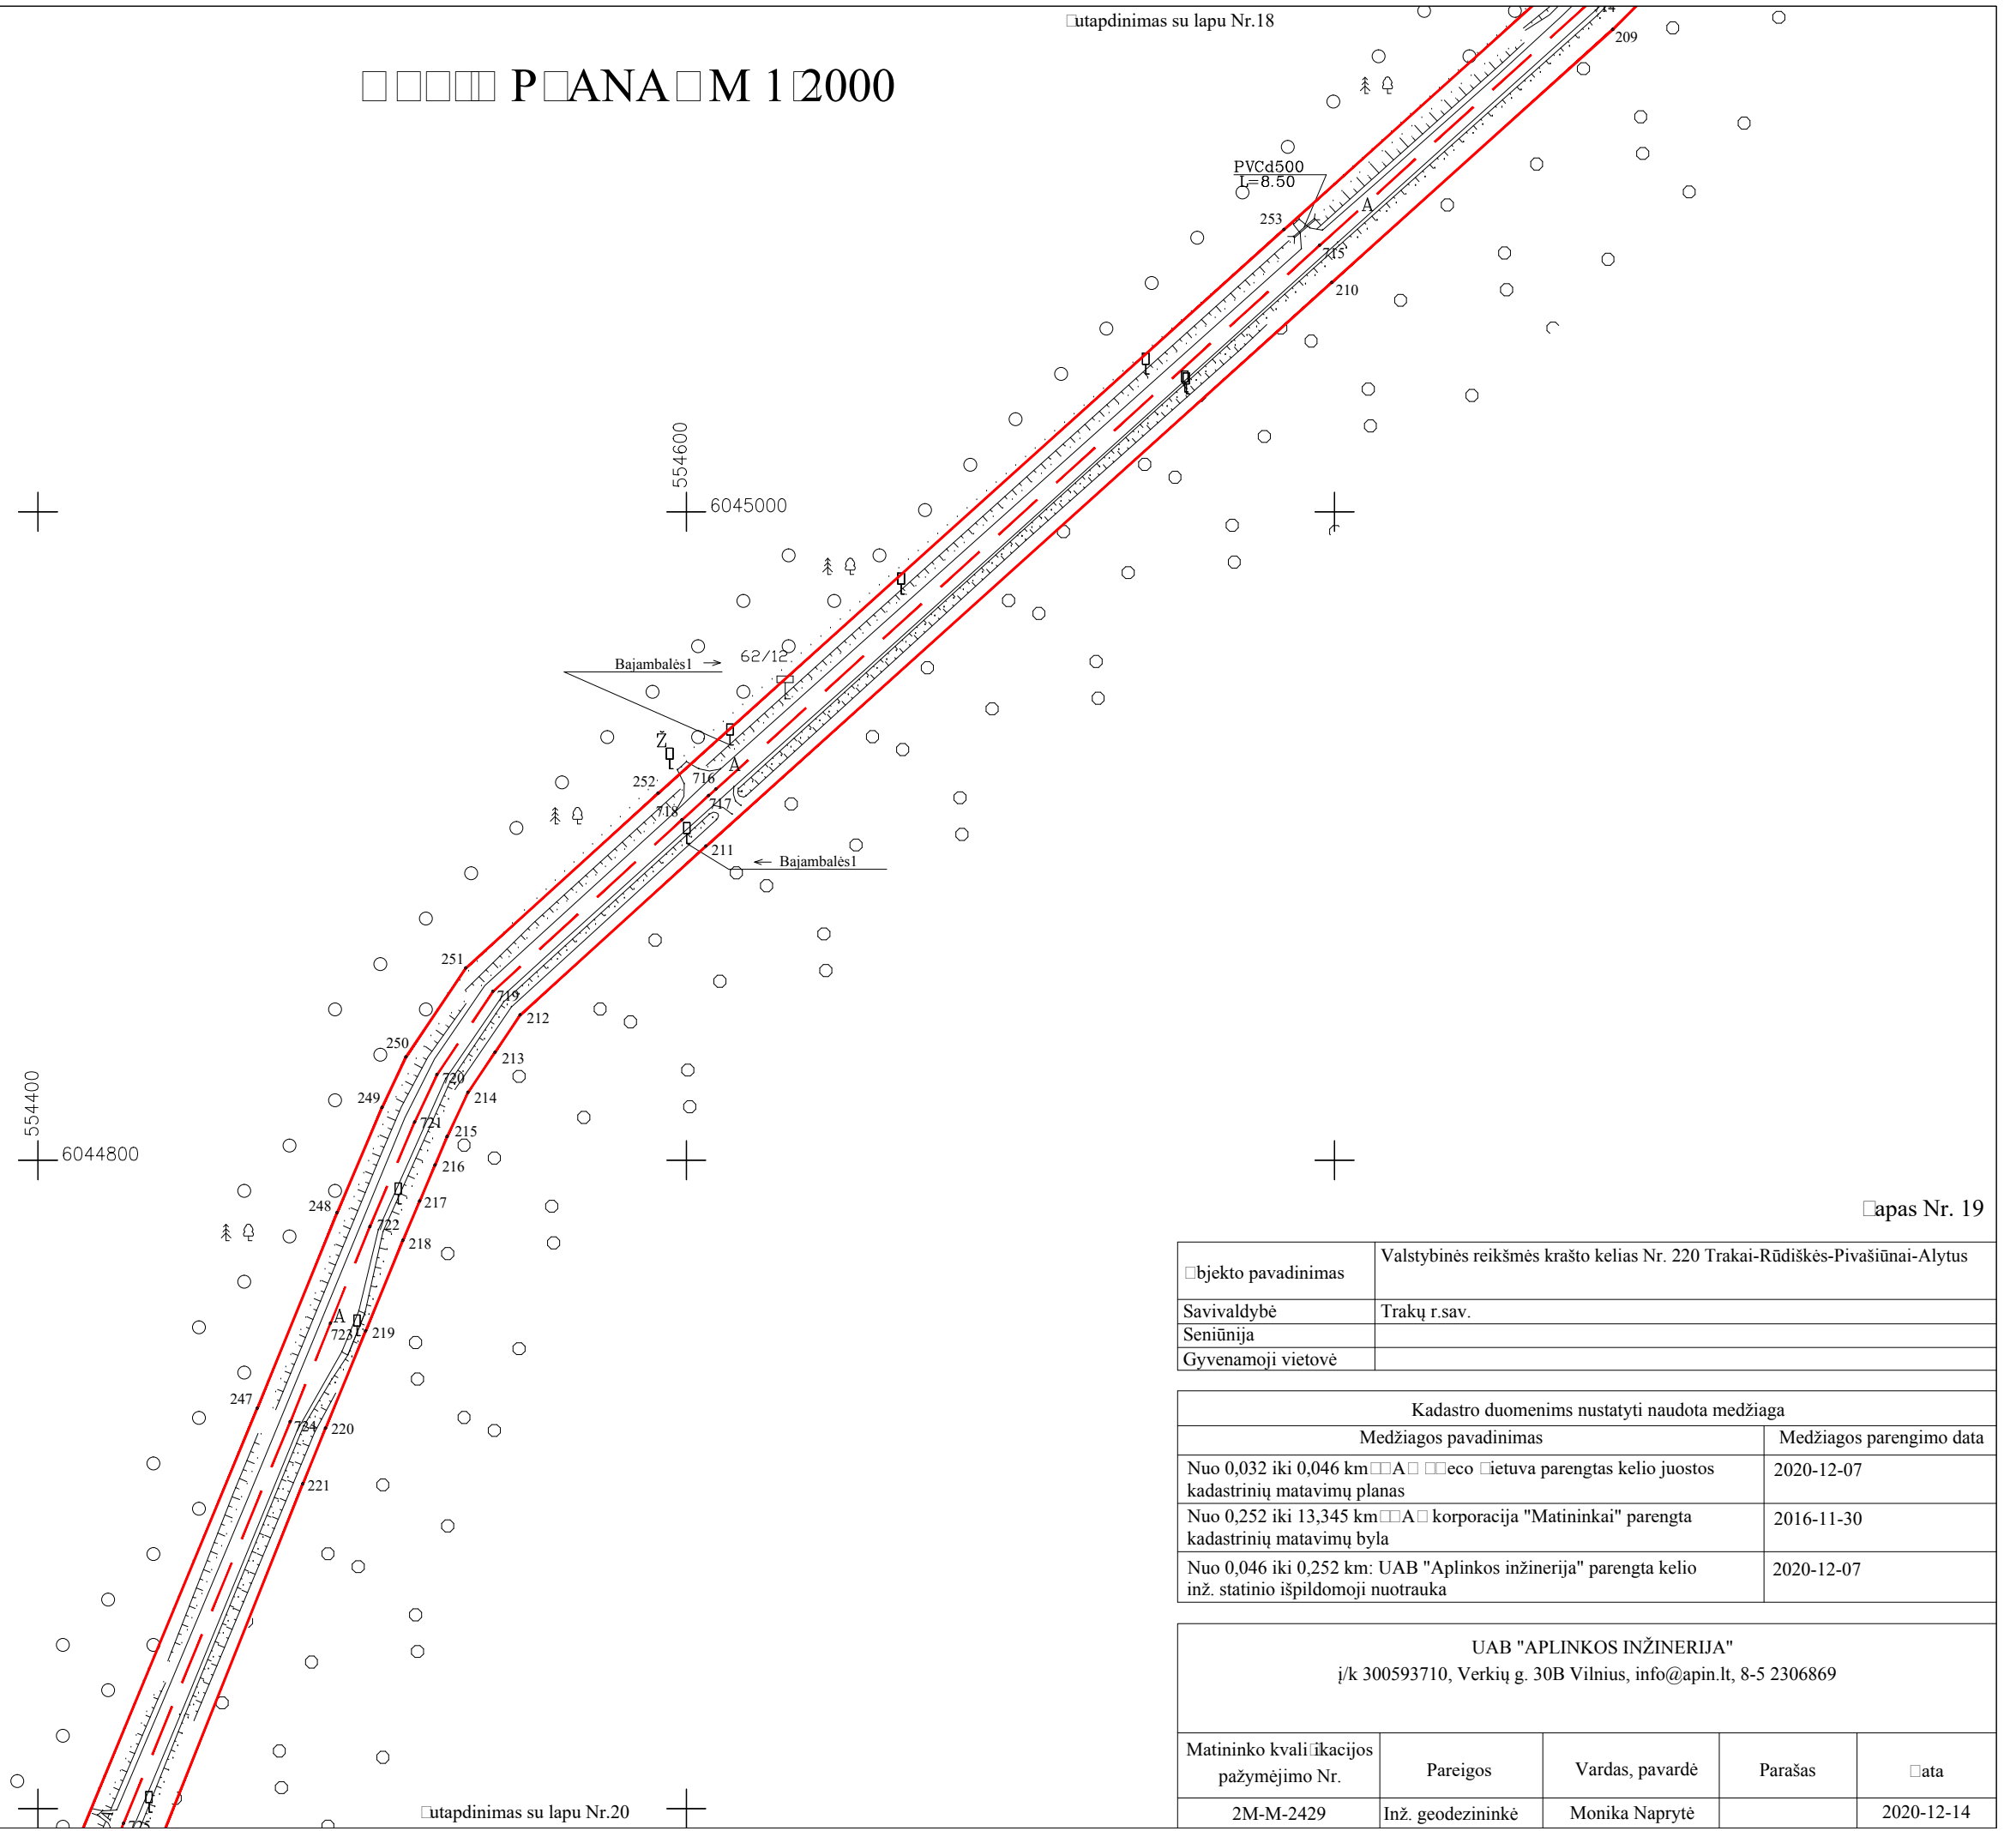 utapdinimas su lapu Nr.18
M 1 2000
14
209
PVCd500
L=8.50
253
A
715
210
554600
6045000
Bajambalės1 →
62/12
Ž
A
252
716
717
718
211
← Bajambalės1
251
719
212
250
213
720
249
214
554400
721
215
6044800
216
217
248
722
218
A
723
219
247
724
220
221
A
725
utapdinimas su lapu Nr.20
apas Nr. 19
bjekto pavadinimas
Valstybinės reikšmės krašto kelias Nr. 220 Trakai-Rūdiškės-Pivašiūnai-Alytus
Savivaldybė
Trakų r.sav.
Seniūnija
Gyvenamoji vietovė
Kadastro duomenims nustatyti naudota medžiaga
Medžiagos pavadinimas
Medžiagos parengimo data
Nuo 0,032 iki 0,046 km eco ietuva parengtas kelio juostos
kadastrinių matavimų planas
2020-12-07
Nuo 0,252 iki 13,345 km korporacija "Matininkai" parengta
kadastrinių matavimų byla
2016-11-30
Nuo 0,046 iki 0,252 km: UAB "Aplinkos inžinerija" parengta kelio
inž. statinio išpildomoji nuotrauka
2020-12-07
UAB "APLINKOS INŽINERIJA"
į/k 300593710, Verkių g. 30B Vilnius, info@apin.lt, 8-5 2306869
Matininko kvali ikacijos
pažymėjimo Nr.
Pareigos
Vardas, pavardė
Parašas
ata
2M-M-2429
Inž. geodezininkė
Monika Naprytė
2020-12-14